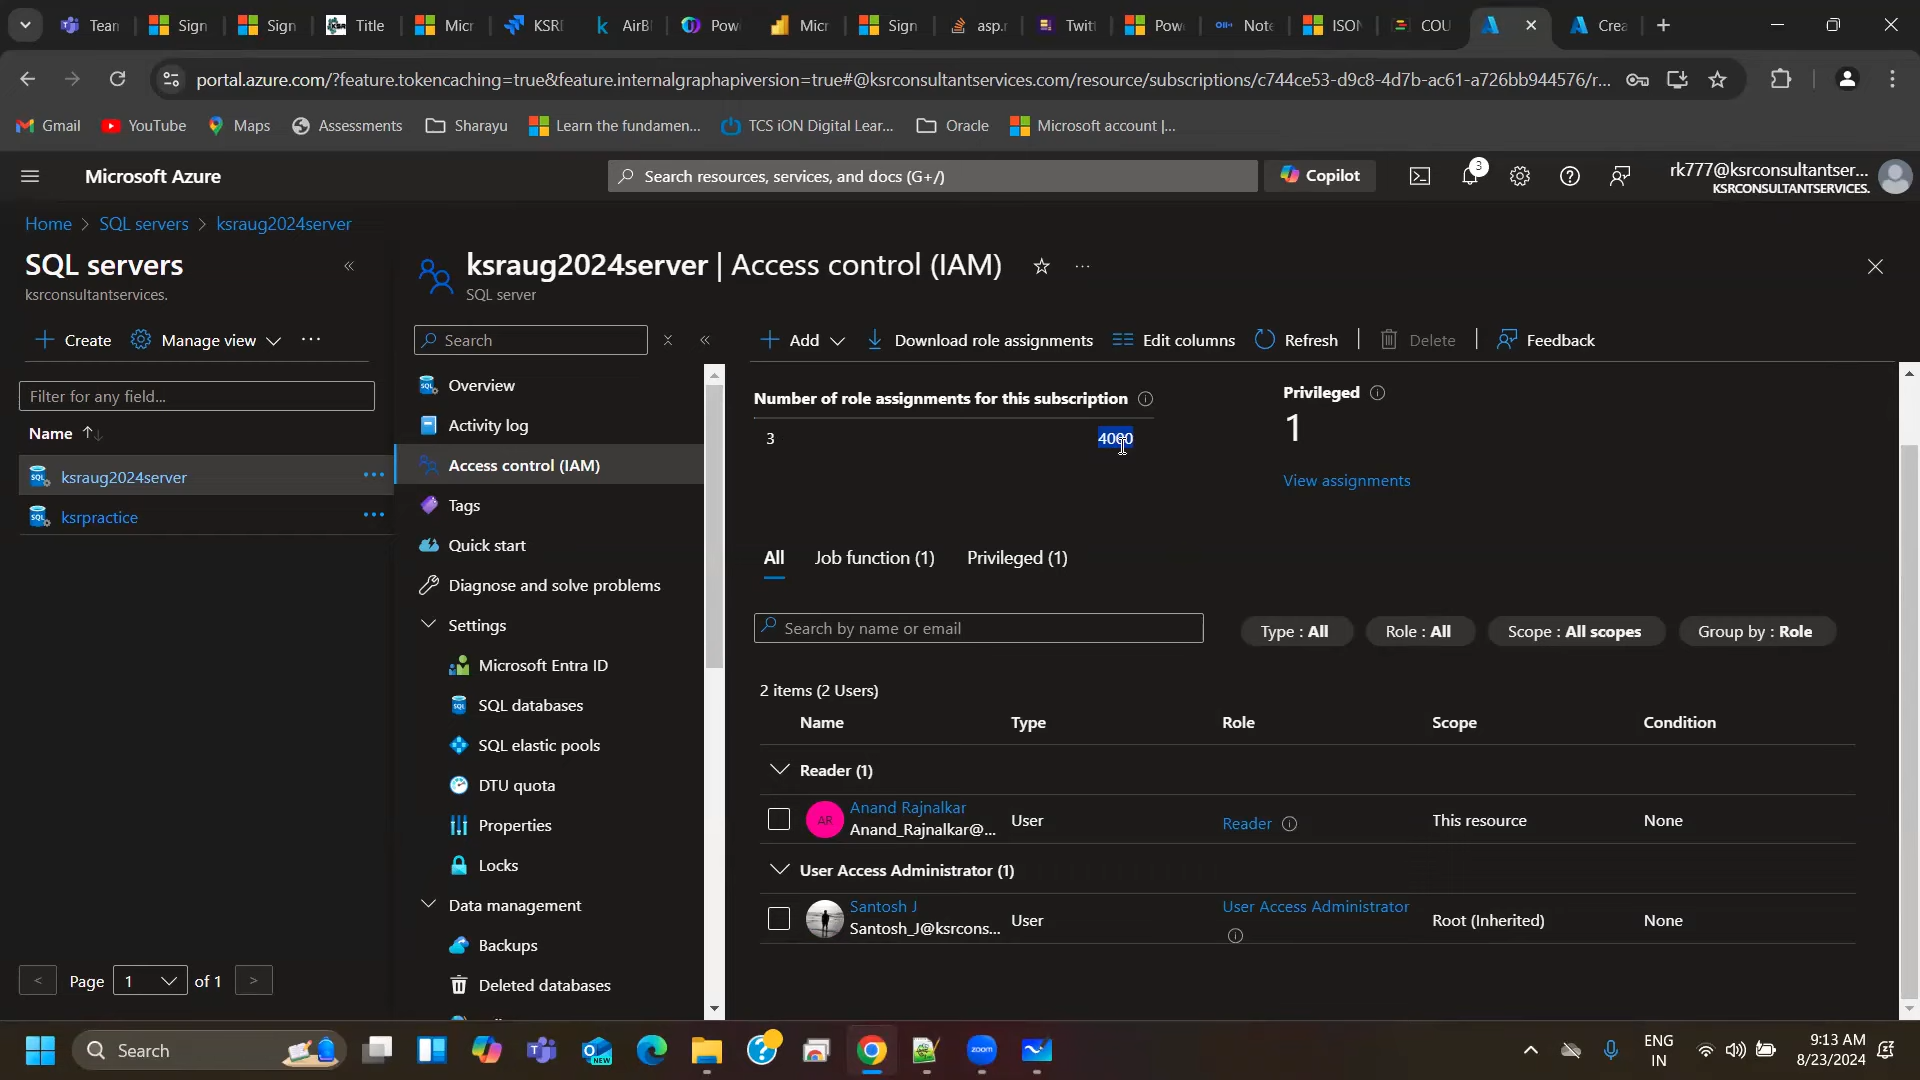 Team
Sign
Sign
Title
Micr
KSRI
AirBl
Pow
Micr
Sign
asp.r
Twit
Powe
Note
ISON
COU
Crea
portal.azure.com/?feature.tokencaching=true&feature.internalgraphapiversion=true#@ksrconsultantservices.com/resource/subscriptions/c744ce53-d9c8-4d7b-ac61-a726bb944576/r...
Gmail
YouTube
Maps
Assessments
Sharayu
Learn the fundamen...
TCS iON Digital Lear...
Oracle
Microsoft account |...
Microsoft Azure
Search resources, services, and docs (G+/)
Copilot
3
rk777@ksrconsultantser...
KSRCONSULTANTSERVICES.
Home > SQL servers > ksraug2024server
SQL servers
ksrconsultantservices.
Create
Manage view
Filter for any field...
Name
ksraug2024server
ksrpractice
Page 1 of 1
ksraug2024server | Access control (IAM)
SQL server
Search
Overview
Activity log
Access control (IAM)
Tags
Quick start
Diagnose and solve problems
Settings
Microsoft Entra ID
SQL databases
SQL elastic pools
DTU quota
Properties
Locks
Data management
Backups
Deleted databases
Add
Download role assignments
Edit columns
Refresh
Delete
Feedback
Number of role assignments for this subscription
3 4000
Privileged
1
View assignments
All
Job function (1)
Privileged (1)
Search by name or email
Type : All
Role : All
Scope : All scopes
Group by : Role
2 items (2 Users)
Name Type Role Scope Condition
Reader (1)
AR
Anand Rajnalkar
Anand_Rajnalkar@...
User
Reader
This resource
None
User Access Administrator (1)
Santosh J
Santosh_J@ksrcons...
User
User Access Administrator
Root (Inherited)
None
Search
zoom
ENG
IN
9:13 AM
8/23/2024